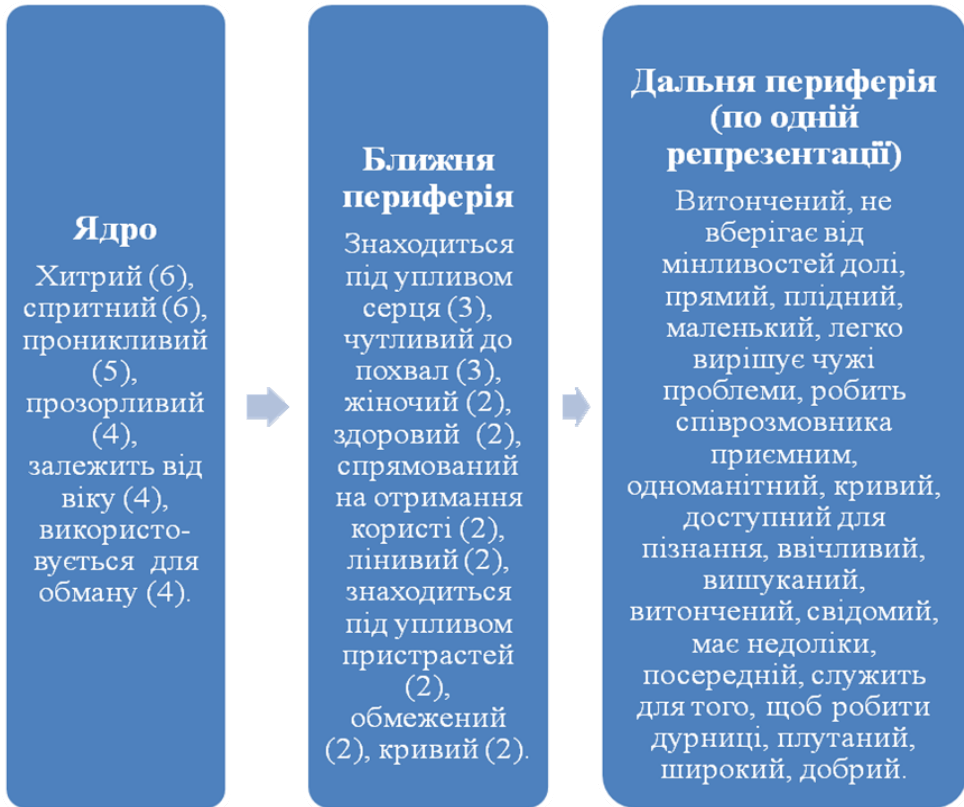 Ядро
Хитрий (6),
спритний (6),
проникливий
(5),
прозорливий
(4),
залежить від
віку (4),
використо-
вується для
обману (4).
Ближня
периферія
Знаходиться
під упливом
серця (3),
чутливий до
похвал (3),
жіночий (2),
здоровий (2),
спрямований
на отримання
користі (2),
лінивий (2),
знаходиться
під упливом
пристрастей
(2),
обмежений
(2), кривий (2).
Дальня периферія
(по одній
репрезентації)
Витончений, не
вберігає від
мінливостей долі,
прямий, плідний,
маленький, легко
вирішує чужі
проблеми, робить
співрозмовника
приємним,
одноманітний, кривий,
доступний для
пізнання, ввічливий,
вишуканий,
витончений, свідомий,
має недоліки,
посередній, служить
для того, щоб робити
дурниці, плутаний,
широкий, добрий.